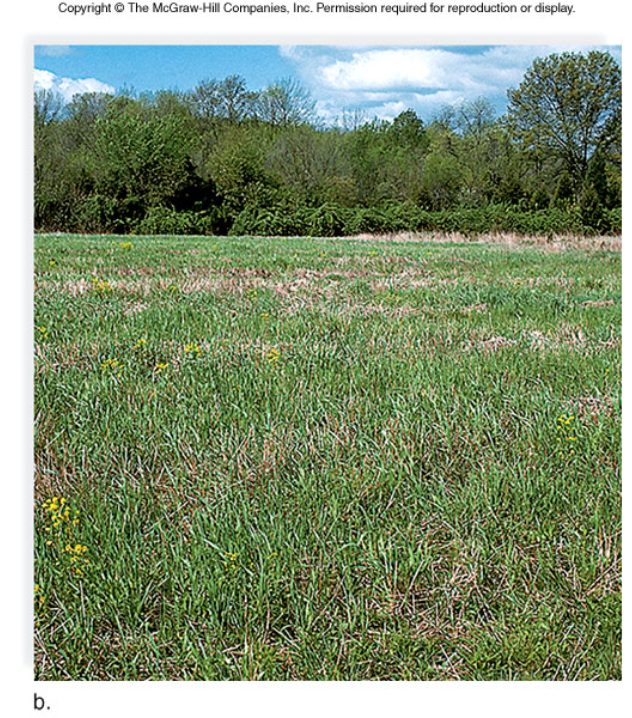 Copyright © The McGraw-Hill Companies, Inc. Permission required for reproduction or display.
b.